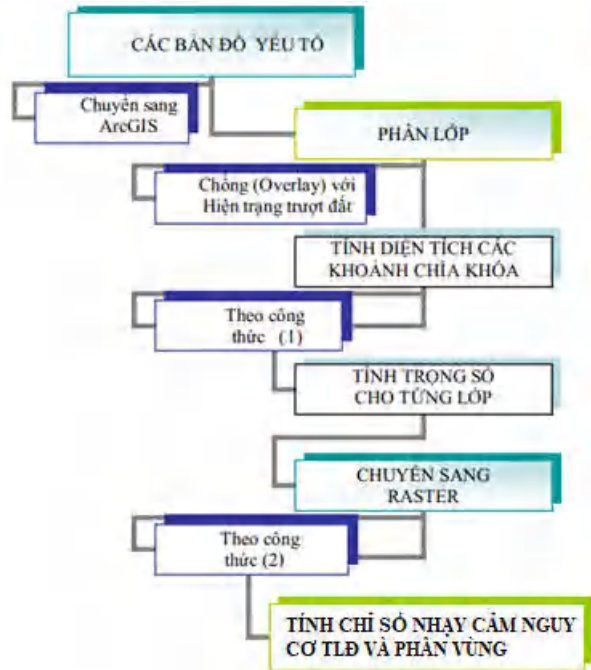 CÁC BẢN ĐỒ YẾU TỐ
Chuyển sang
ArcGIS
PHÂN LỚP
Chồng (Overlay) với
Hiện trạng trượt đất
TÍNH DIỆN TÍCH CÁC
KHOẢNH CHÌA KHÓA
Theo công
thức (1)
TÍNH TRỌNG SỐ
CHO TỪNG LỚP
CHUYỂN SANG
RASTER
Theo công
thức (2)
TÍNH CHỈ SỐ NHẠY CẢM NGUY
CƠ TLĐ VÀ PHÂN VÙNG